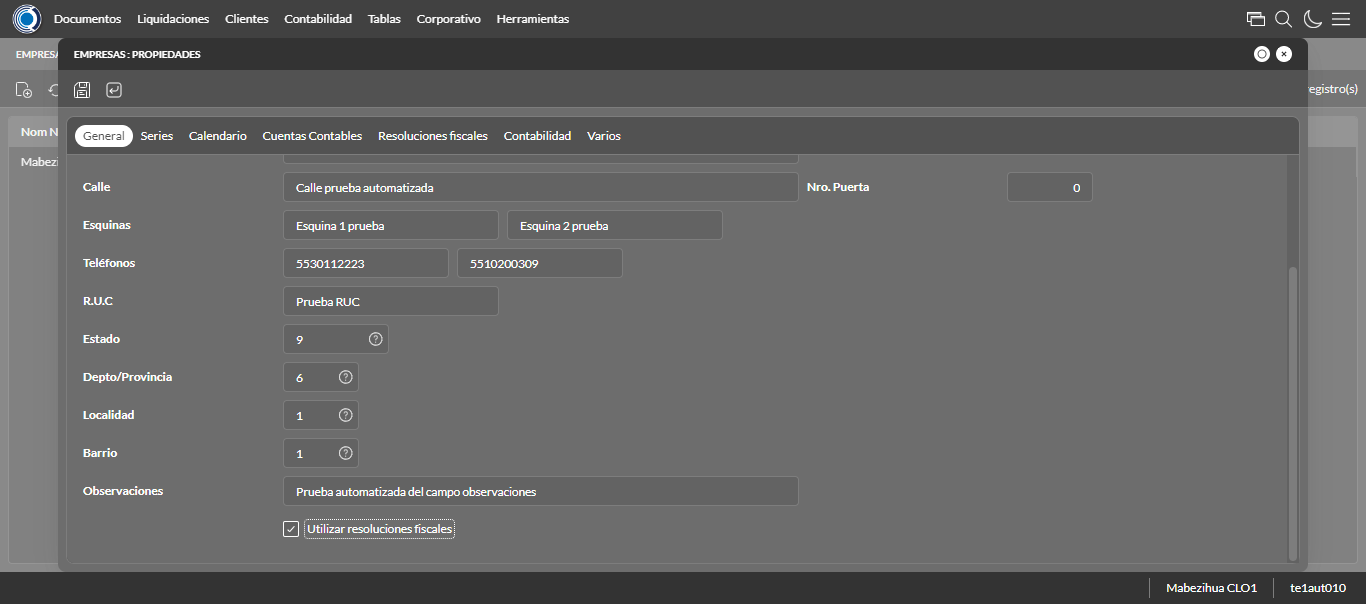 Documentos Liquidaciones Clientes Contabilidad Tablas Corporativo Herramientas
EMPRESAS : PROPIEDADES
Nom
General Series Calendario Cuentas Contables Resoluciones fiscales Contabilidad Varios
Calle Calle prueba automatizada Nro. Puerta 0
Esquinas Esquina 1 prueba Esquina 2 prueba
Teléfonos 5530112223 5510200309
R.U.C Prueba RUC
Estado 9
Depto/Provincia 6
Localidad 1
Barrio 1
Observaciones Prueba automatizada del campo observaciones
Utilizar resoluciones fiscales
Mabezihua CLO1 te1aut010